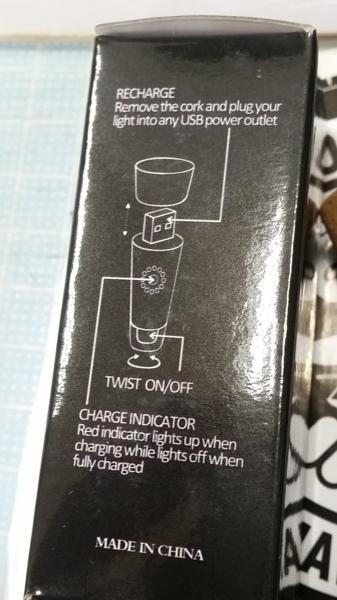 RECHARGE
Remove the cork and plug your
light into any USB power outlet
TWIST ON/OFF
CHARGE INDICATOR
Red indicator lights up when
charging while lights off when
fully charged
MADE IN CHINA